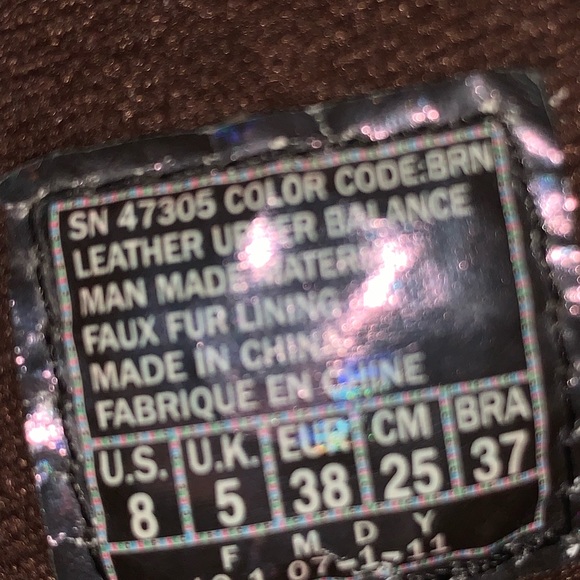 SN 47305 COLOR CODE:BRN
LEATHER UPPER BALANCE
MAN MADE MATERIAL
FAUX FUR LINING
MADE IN CHINA
FABRIQUE EN CHINE
U.S. U.K. EUR CM BRA
8 5 38 25 37
F M D Y
07-1-11